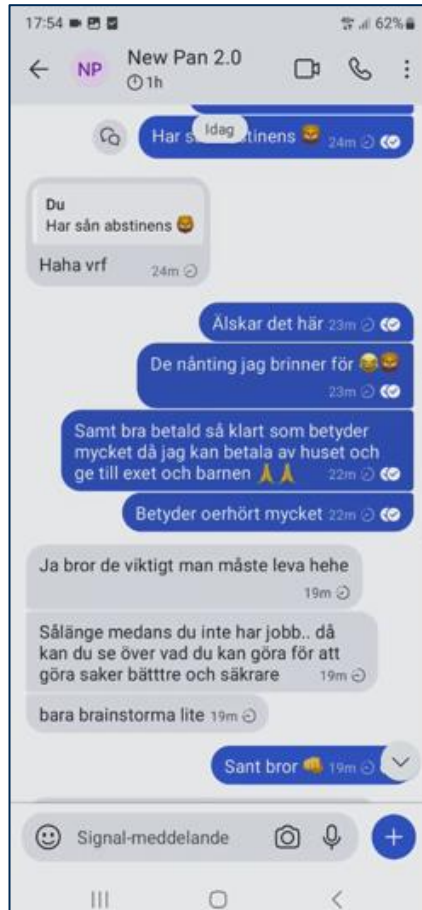 17:54
62%
NP
New Pan 2.0
1h
Idag
Har s tinens 🦁 24m
Du
Har sån abstinens 🦁
Haha vrf 24m
Älskar det här 23m
De nånting jag brinner för 😂🦁
23m
Samt bra betald så klart som betyder
mycket då jag kan betala av huset och
ge till exet och barnen 🙏🙏 22m
Betyder oerhört mycket 22m
Ja bror de viktigt man måste leva hehe
19m
Sålänge medans du inte har jobb.. då
kan du se över vad du kan göra för att
göra saker bätttre och säkrare 19m
bara brainstorma lite 19m
Sant bror 👊 19m
Signal-meddelande